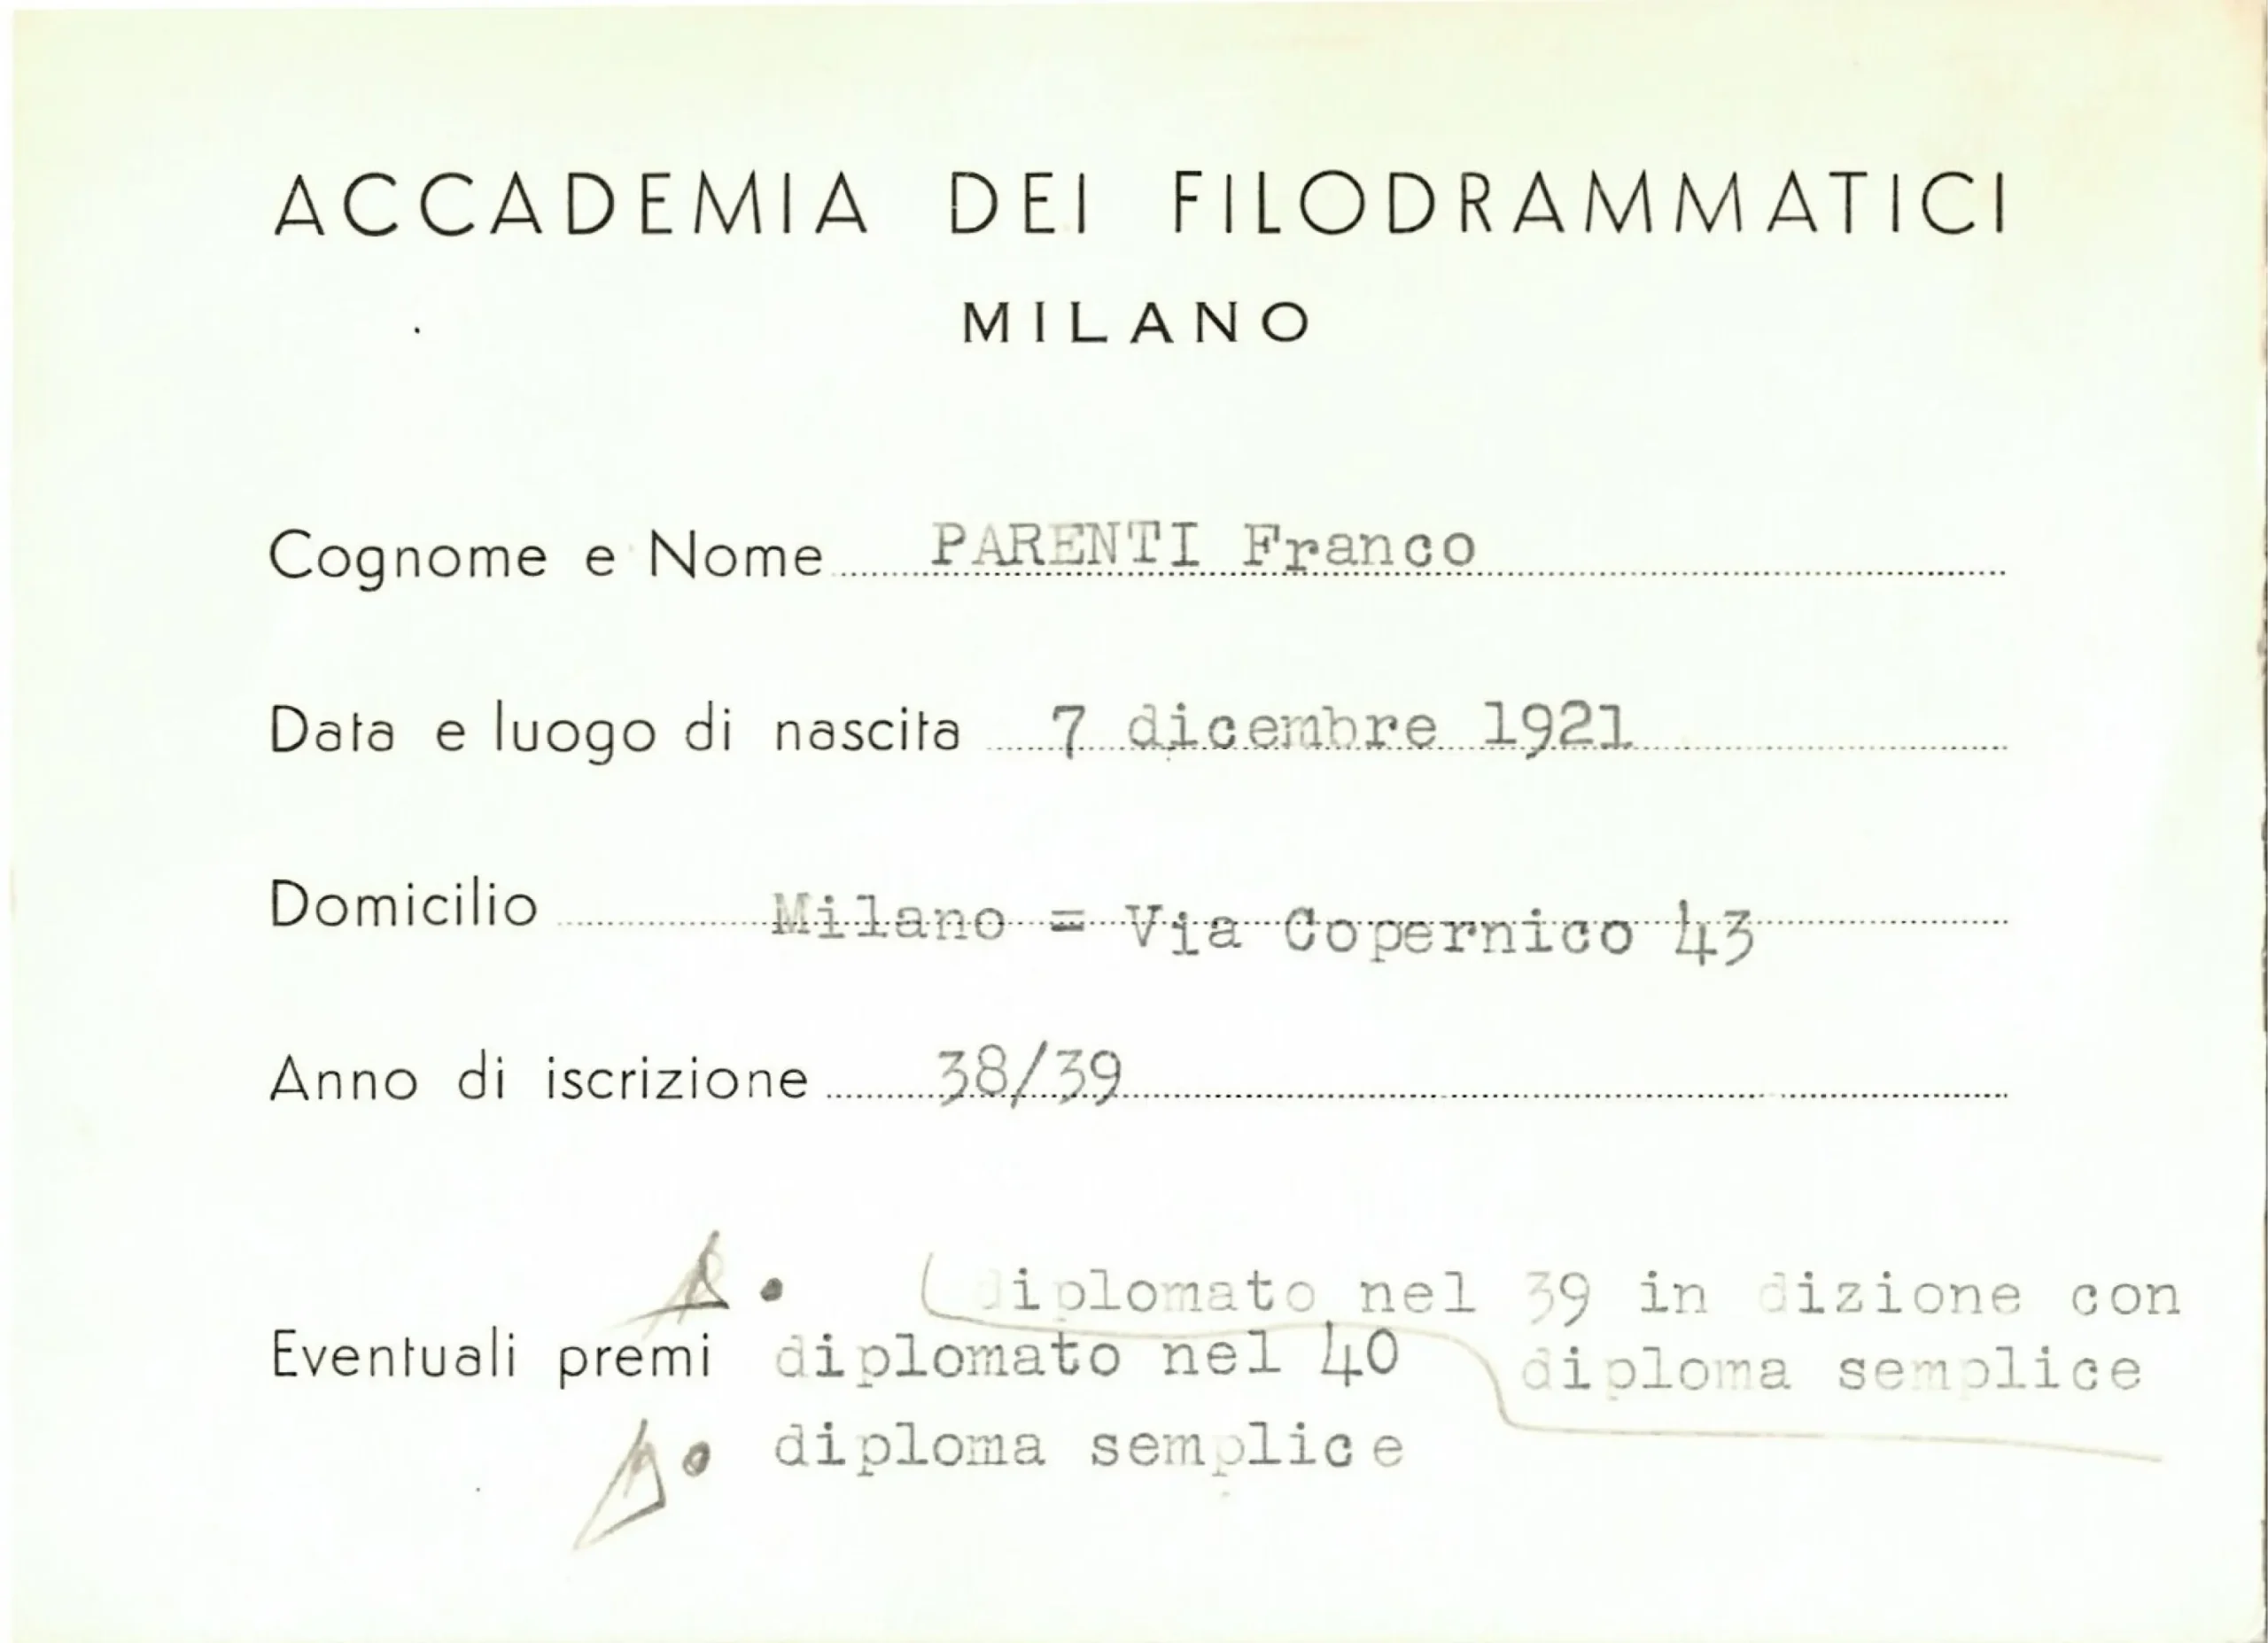 ACCADEMIA DEI FILODRAMMATICI
MILANO
Cognome e Nome PARENTI Franco
Data e luogo di nascita 7 dicembre 1921
Domicilio Milano = Via Copernico 43
Anno di iscrizione 38/39
diplomato nel 39 in dizione con
diploma semplice
Eventuali premi diplomato nel 40
diploma semplice